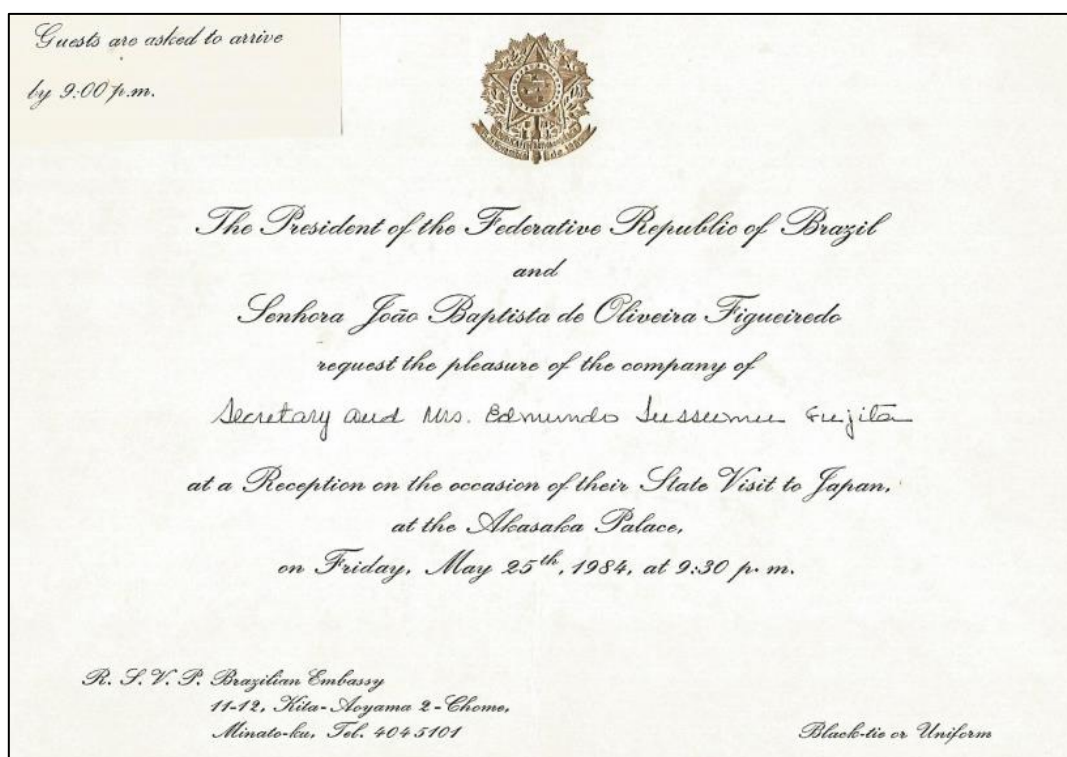 Guests are asked to arrive
by 9:00 p.m.
The President of the Federative Republic of Brazil
and
Senhora João Baptista de Oliveira Figueiredo
request the pleasure of the company of
Secretary and Mrs. Edmundo Sussumu Fujita
at a Reception on the occasion of their State Visit to Japan,
at the Akasaka Palace,
on Friday, May 25th, 1984, at 9:30 p. m.
R. S. V. P. Brazilian Embassy
11-12, Kita-Aoyama 2-Chome,
Minato-ku, Tel. 404 5101
Black-tie or Uniform